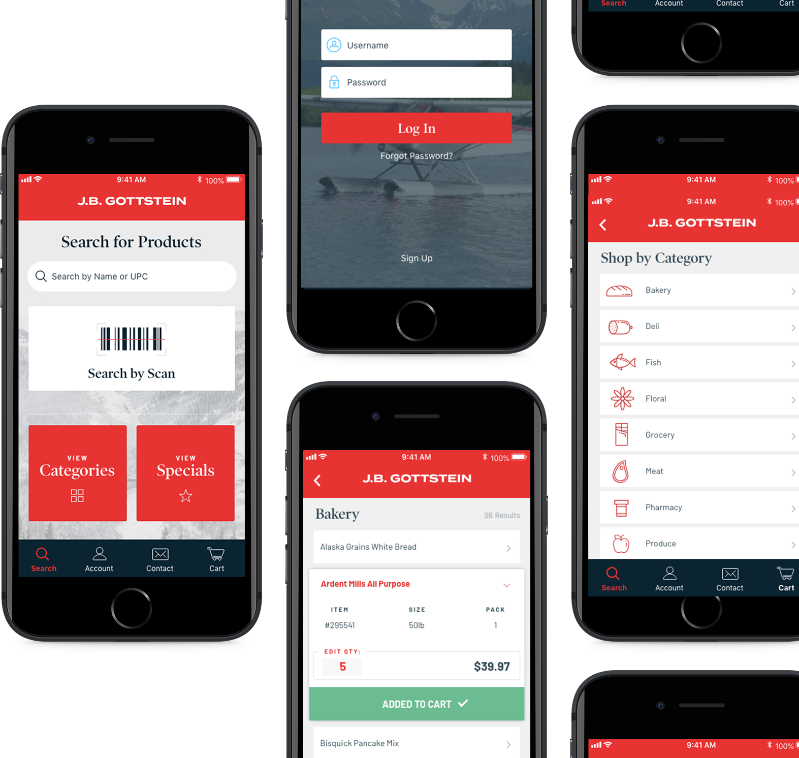 9:41 AM
100%
J.B. GOTTSTEIN
Search for Products
Search by Name or UPC
Search by Scan
VIEW
Categories
VIEW
Specials
Search Account Contact Cart
Username
Password
Log In
Forgot Password?
Sign Up
9:41 AM
100%
J.B. GOTTSTEIN
Bakery
36 Results
Alaska Grains White Bread
Ardent Mills All Purpose
ITEM SIZE PACK
#295541 50lb 1
EDIT QTY:
5 $39.97
ADDED TO CART
Bisquick Pancake Mix
Search Account Contact Cart
9:41 AM 100%
9:41 AM 100%
J.B. GOTTSTEIN
Shop by Category
Bakery
Deli
Fish
Floral
Grocery
Meat
Pharmacy
Produce
Search Account Contact Cart
9:41 AM 100%